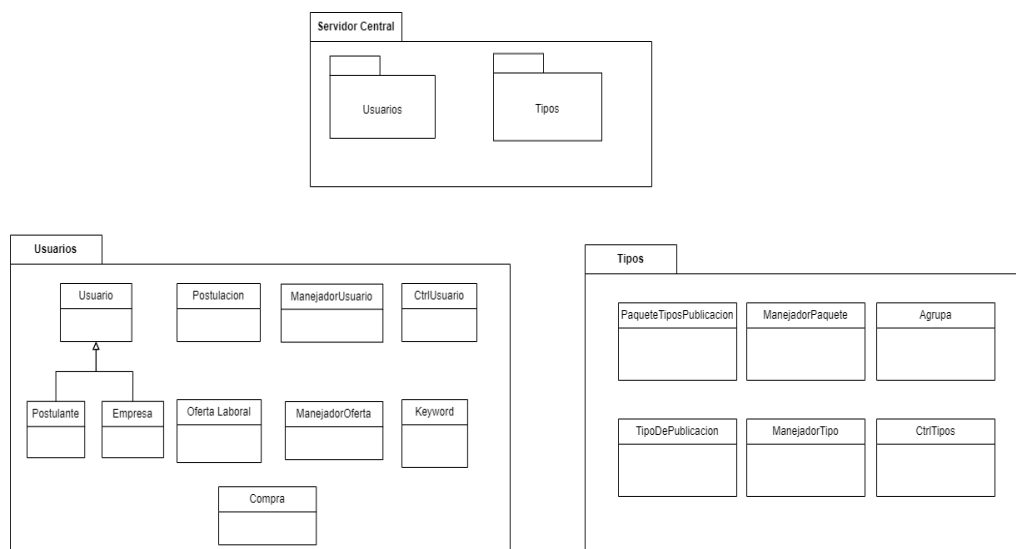 Servidor Central
Usuarios
Tipos
Usuarios
Usuario
Postulacion
ManejadorUsuario
CtrlUsuario
Postulante
Empresa
Oferta Laboral
ManejadorOferta
Keyword
Compra
Tipos
PaqueteTiposPublicacion
ManejadorPaquete
Agrupa
TipoDePublicacion
ManejadorTipo
CtrlTipos